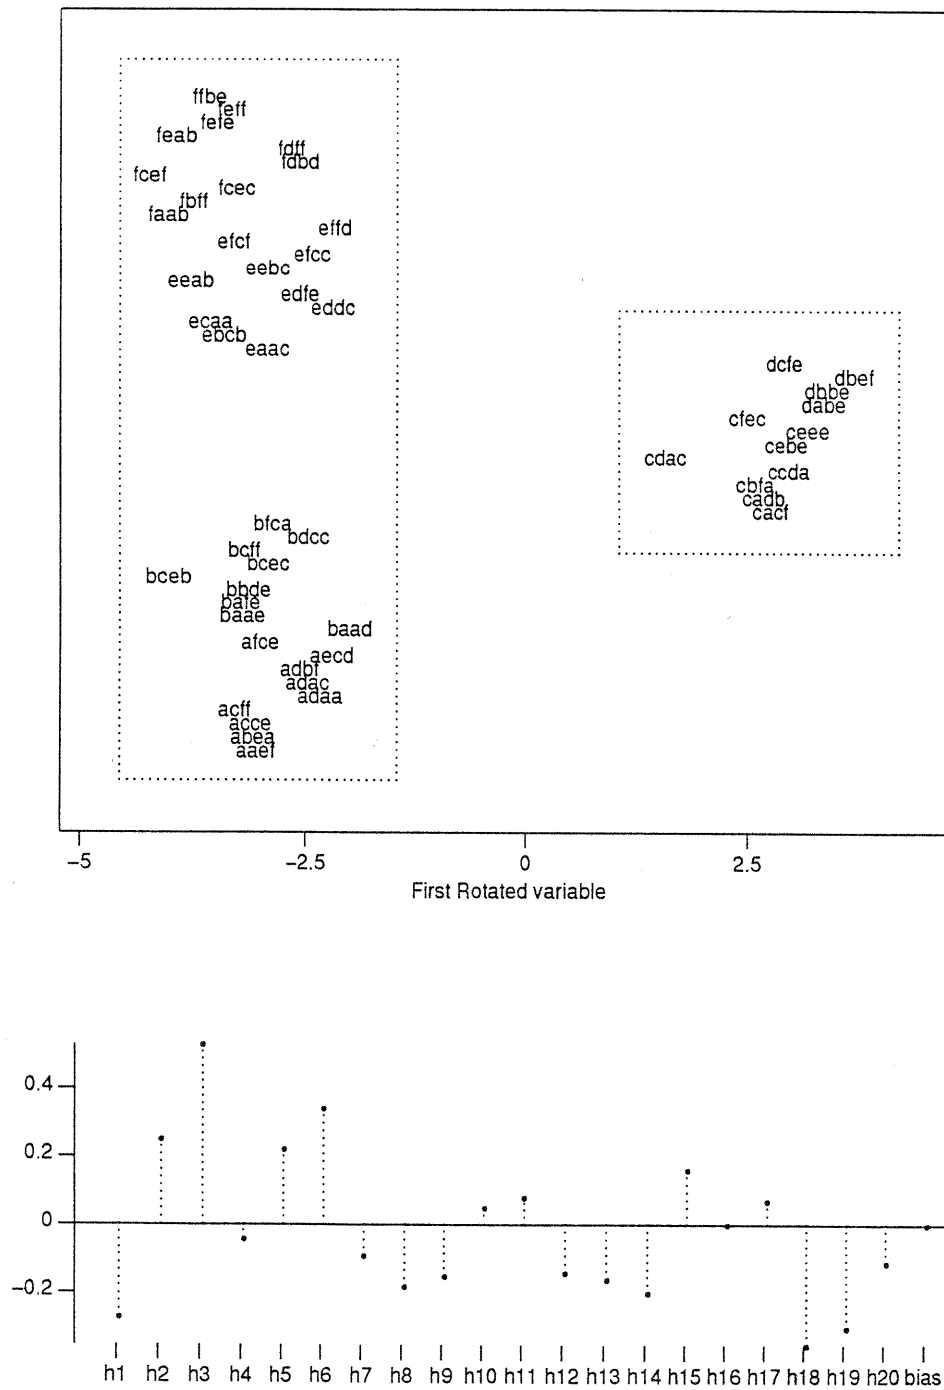 ffbe
feff
fefe
feab
fdff
fdbd
fcef
fcec
fbff
faab
effd
efcf
efcc
eebc
eeab
edfe
eddc
ecaa
ebcb
eaac
dcfe
dbef
dbbe
dabe
cfec
ceee
cebe
cdac
ccda
cbfa
cadb
cacf
bfca
bdcc
bcff
bcec
bceb
bbde
bafe
baae
baad
afce
aecd
adbf
adac
adaa
acff
acce
abea
aaef
−5 −2.5 0 2.5
First Rotated variable
0.4
0.2
0
−0.2
h1 h2 h3 h4 h5 h6 h7 h8 h9 h10 h11 h12 h13 h14 h15 h16 h17 h18 h19 h20 bias